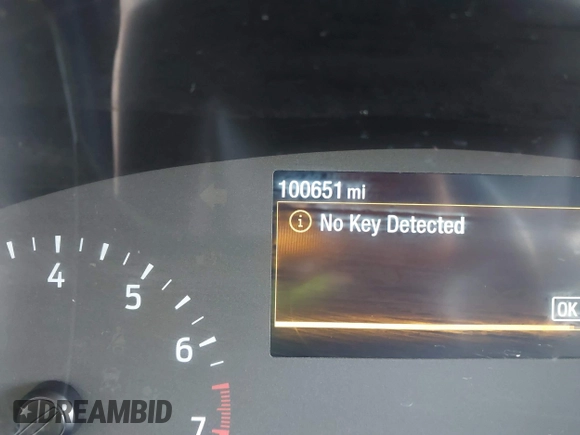 100651 mi
ⓘ No Key Detected
OK
4
5
6
7
DREAMBID